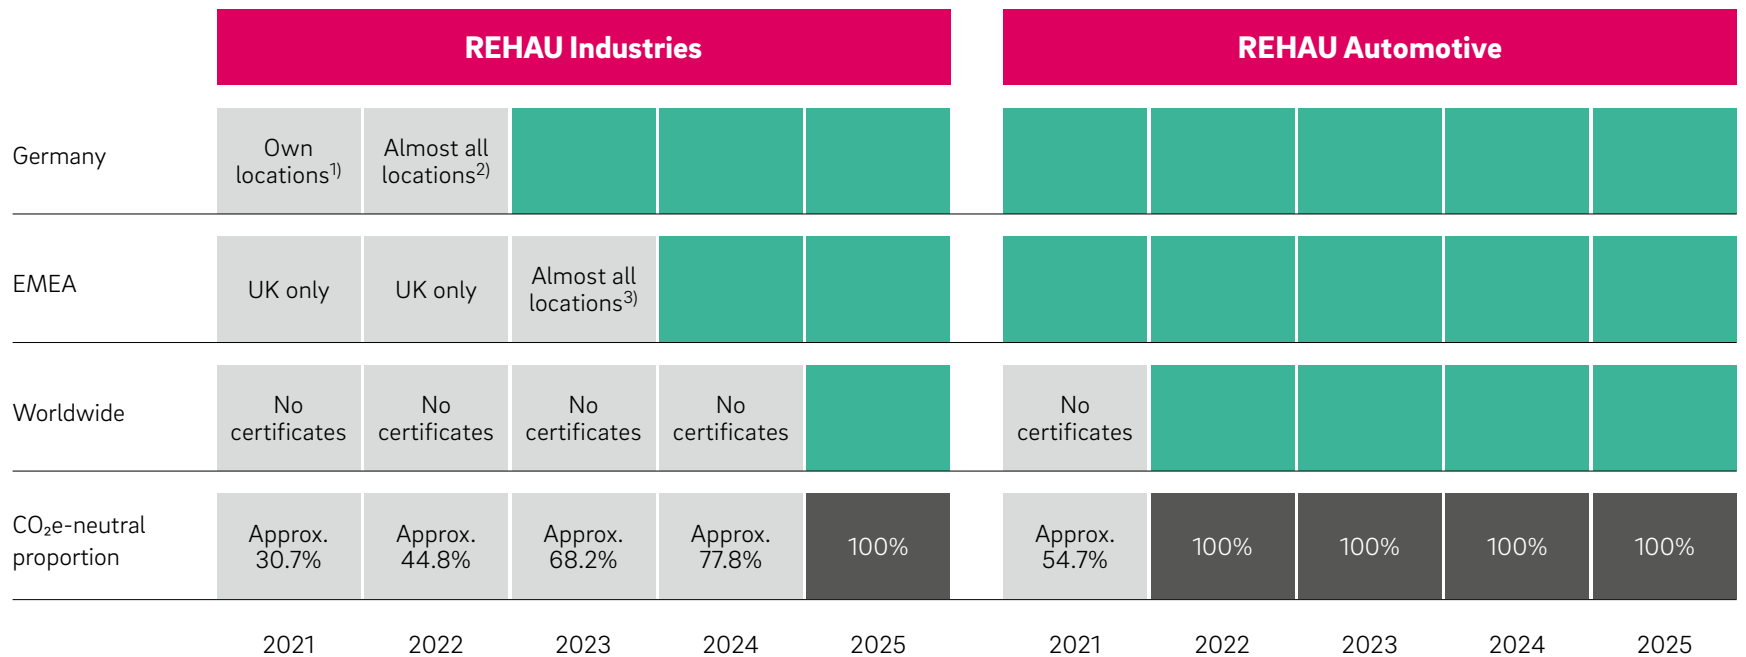 REHAU Industries
REHAU Automotive
Germany
Own
locations1)
Almost all
locations2)
EMEA
UK only
UK only
Almost all
locations3)
Worldwide
No
certificates
No
certificates
No
certificates
No
certificates
No
certificates
CO₂e-neutral
proportion
Approx.
30.7%
Approx.
44.8%
Approx.
68.2%
Approx.
77.8%
100%
Approx.
54.7%
100%
100%
100%
100%
2021
2022
2023
2024
2025
2021
2022
2023
2024
2025